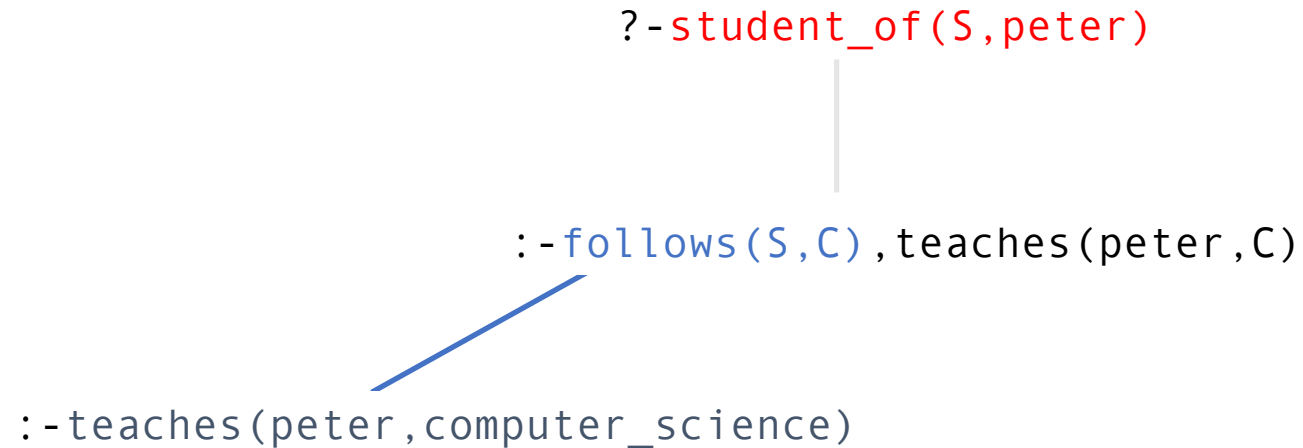 ?-student_of(S,peter)
:-follows(S,C),teaches(peter,C)
:-teaches(peter,computer_science)